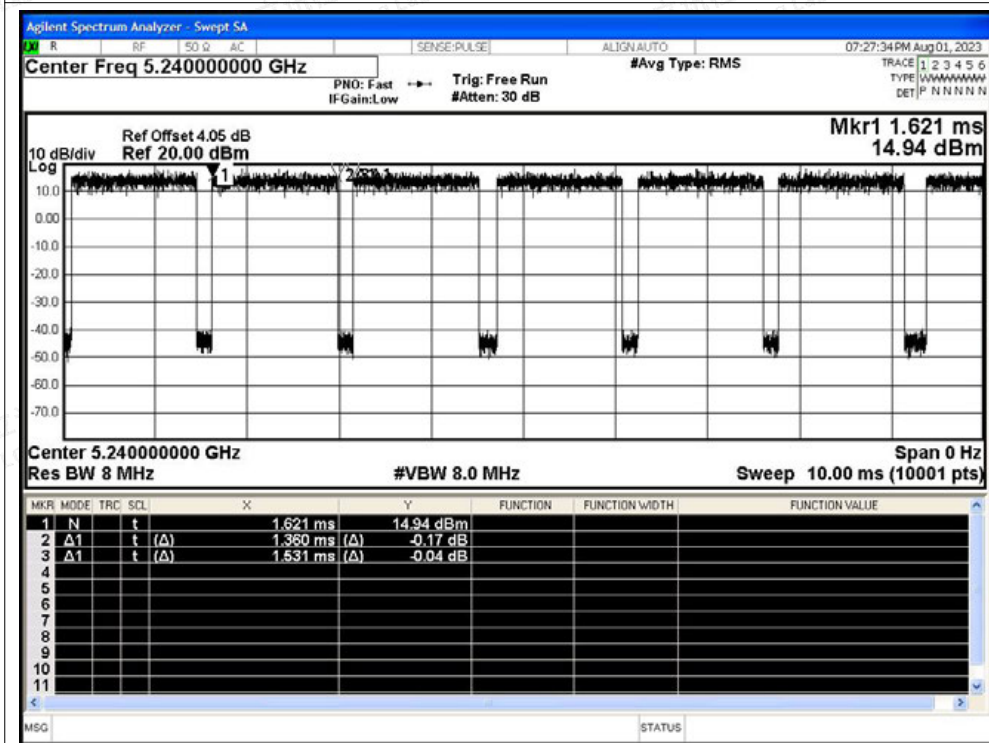 Agilent Spectrum Analyzer - Swept SA
R RF 50 Ω AC SENSE:PULSE ALIGN AUTO 07:27:34 PM Aug 01, 2023
Center Freq 5.240000000 GHz #Avg Type: RMS TRACE 1 2 3 4 5 6
PNO: Fast Trig: Free Run TYPE WWWWWW
IFGain:Low #Atten: 30 dB DET P N N N N N
Mkr1 1.621 ms
Ref Offset 4.05 dB
10 dB/div Ref 20.00 dBm 14.94 dBm
Log
1
10.0
0.00
-10.0
-20.0
-30.0
-40.0
-50.0
-60.0
-70.0
Center 5.240000000 GHz Span 0 Hz
Res BW 8 MHz #VBW 8.0 MHz Sweep 10.00 ms (10001 pts)
MKR MODE TRC SCL X Y FUNCTION FUNCTION WIDTH FUNCTION VALUE
1 N t 1.621 ms 14.94 dBm
2 Δ1 t (Δ) 1.360 ms (Δ) -0.17 dB
3 Δ1 t (Δ) 1.531 ms (Δ) -0.04 dB
4
5
6
7
8
9
10
11
MSG STATUS